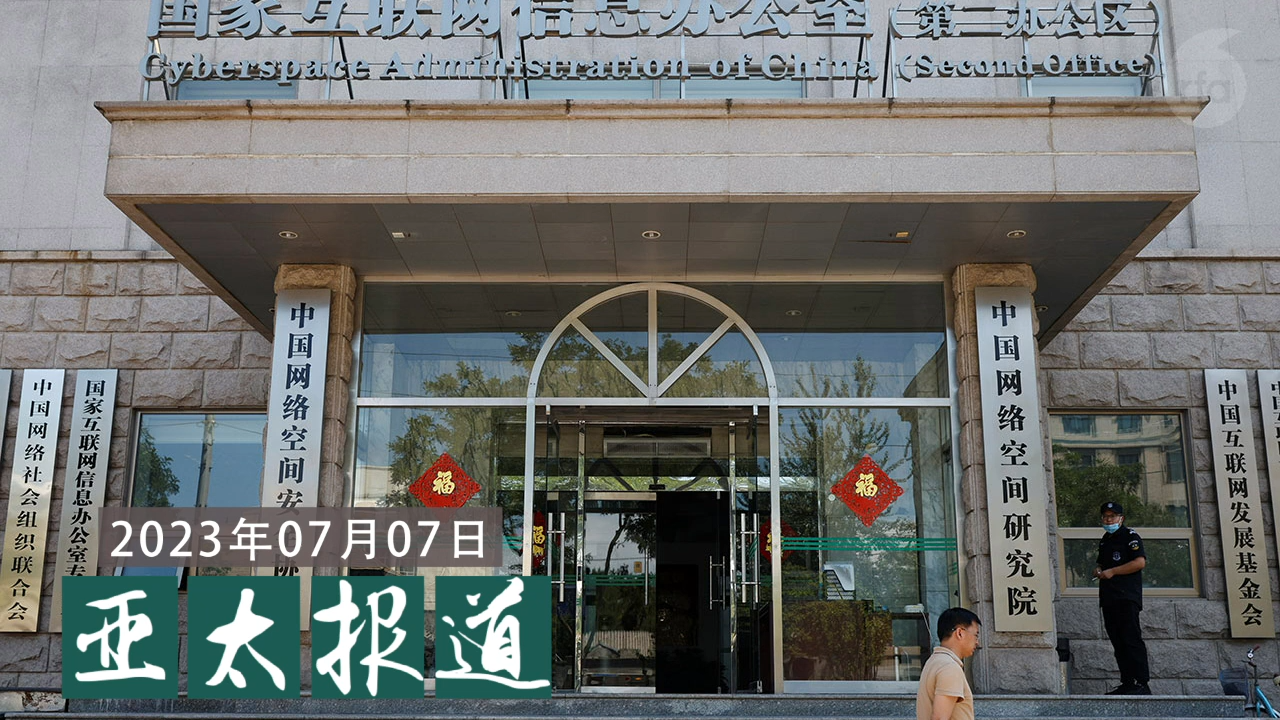 国家互联网信息办公室（第二办公区）
Cyberspace Administration of China (Second Office)
rfa
中国网络社会组织联合会
国家互联网信息办公室
中国网络空间安
中国网络空间研究院
中国互联网发展基金会
福
福
福
2023年07月07日
亚太报道